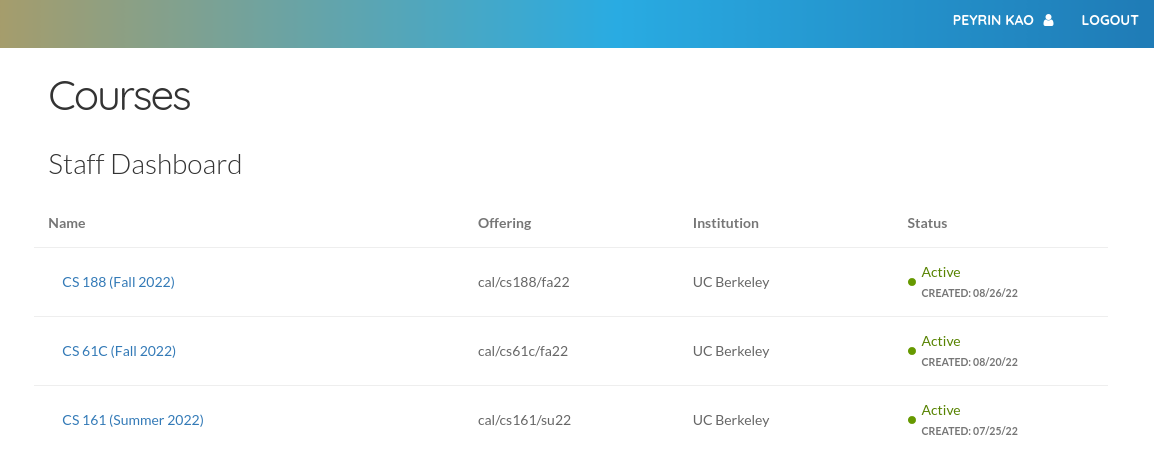 PEYRIN KAO LOGOUT
Courses
Staff Dashboard
Name Offering Institution Status
CS 188 (Fall 2022) cal/cs188/fa22 UC Berkeley Active
CREATED: 08/26/22
CS 61C (Fall 2022) cal/cs61c/fa22 UC Berkeley Active
CREATED: 08/20/22
CS 161 (Summer 2022) cal/cs161/su22 UC Berkeley Active
CREATED: 07/25/22